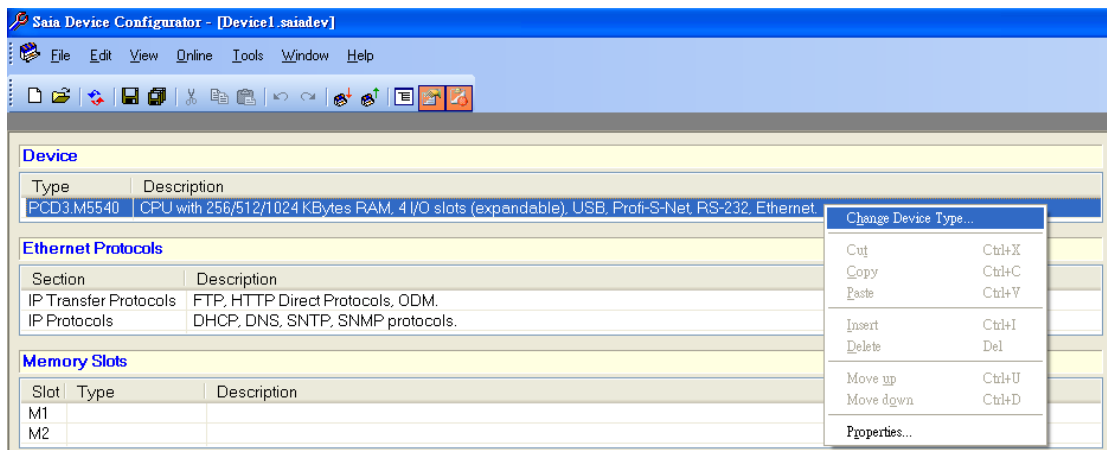 Saia Device Configurator - [Device1.saiadev]
File Edit View Online Tools Window Help
Device
Type Description
PCD3.M5540 CPU with 256/512/1024 KBytes RAM, 4 I/O slots (expandable), USB, Profi-S-Net, RS-232, Ethernet.
Change Device Type...
Cut Ctrl+X
Copy Ctrl+C
Paste Ctrl+V
Insert Ctrl+I
Delete Del
Move up Ctrl+U
Move down Ctrl+D
Properties...
Ethernet Protocols
Section Description
IP Transfer Protocols FTP, HTTP Direct Protocols, ODM.
IP Protocols DHCP, DNS, SNTP, SNMP protocols.
Memory Slots
Slot Type Description
M1
M2